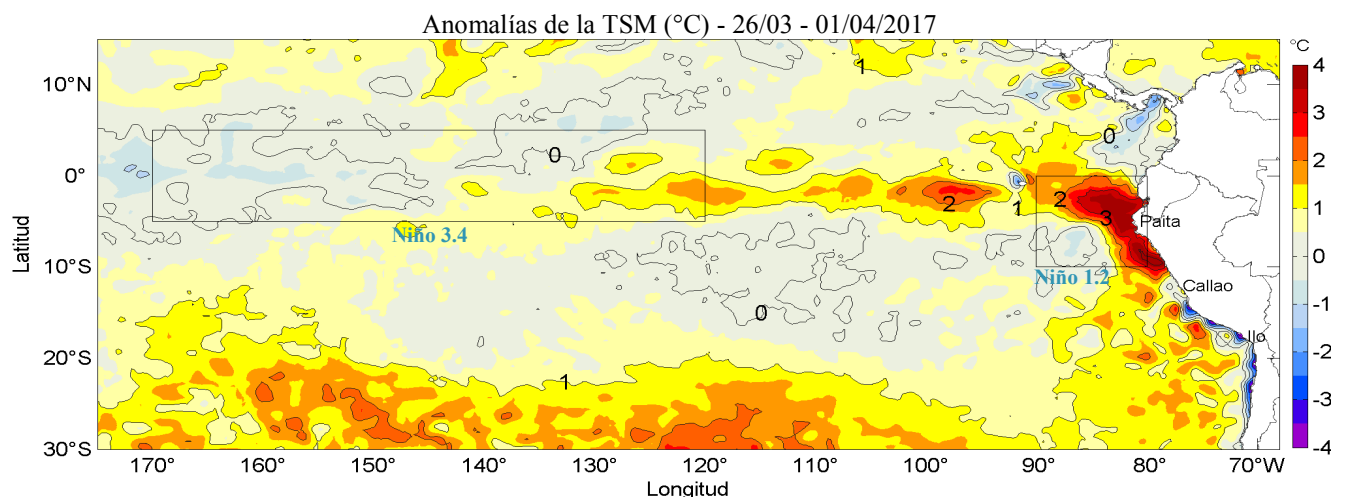 Anomalías de la TSM (°C) - 26/03 - 01/04/2017
°C
10°N
0°
10°S
20°S
30°S
Latitud
170°
160°
150°
140°
130°
120°
110°
100°
90°
80°
70°W
Longitud
4
3
2
1
0
-1
-2
-3
-4
1
0
0
2
1
2
3
Paita
Niño 3.4
Niño 1.2
Callao
0
Ilo
1